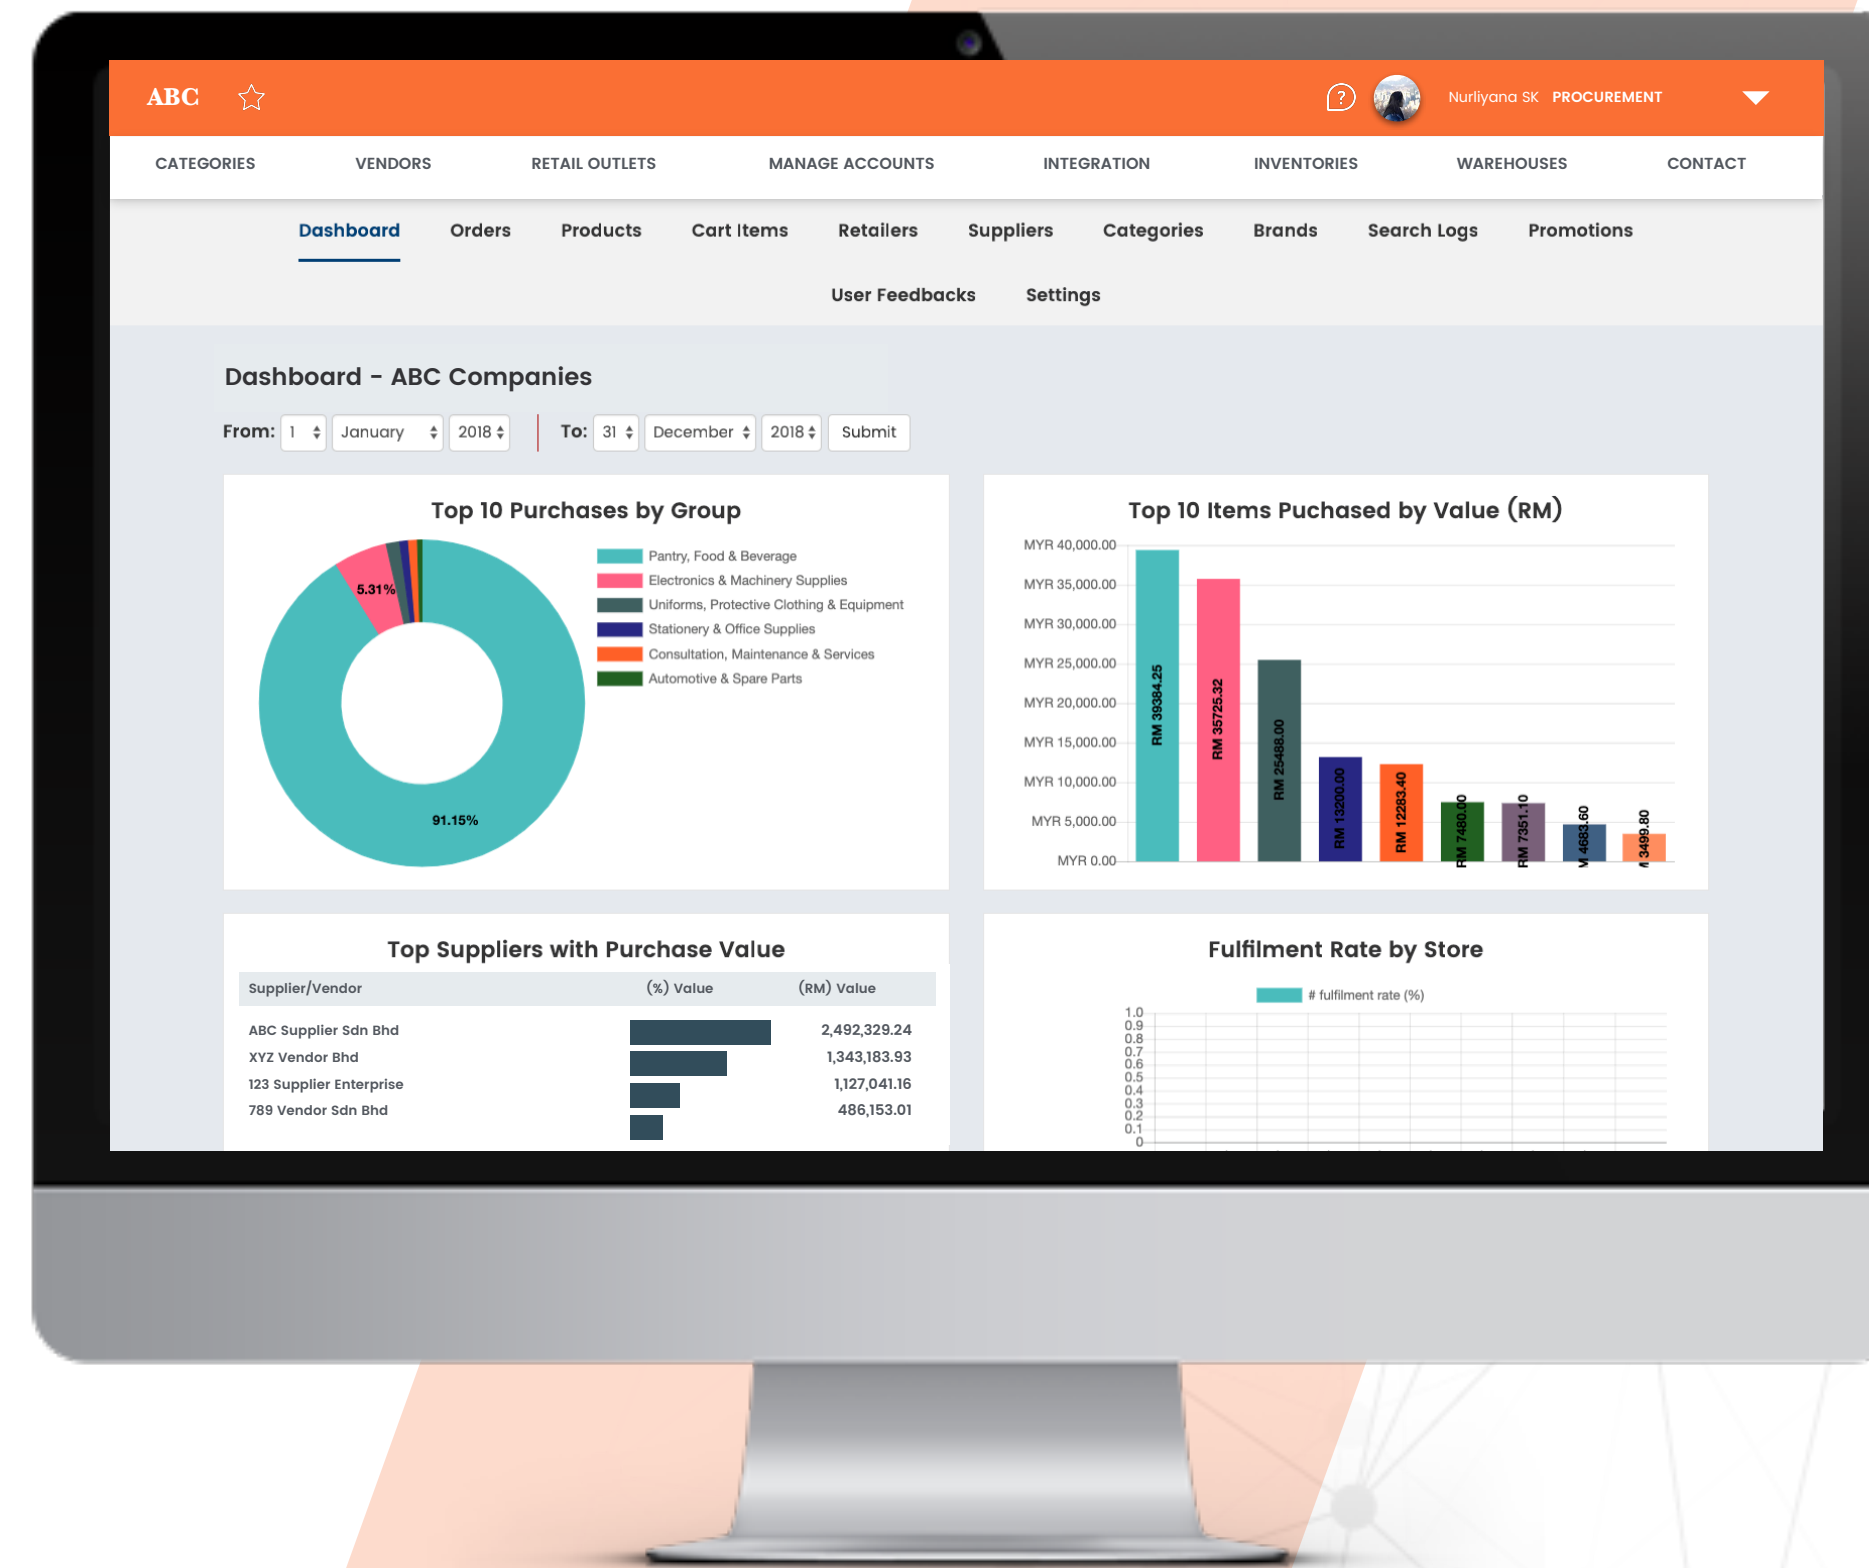 ABC
? Nurliyana SK PROCUREMENT
CATEGORIES VENDORS RETAIL OUTLETS MANAGE ACCOUNTS INTEGRATION INVENTORIES WAREHOUSES CONTACT
Dashboard Orders Products Cart Items Retailers Suppliers Categories Brands Search Logs Promotions
User Feedbacks Settings
Dashboard - ABC Companies
From: 1 January 2018 To: 31 December 2018 Submit
Top 10 Purchases by Group
5.31%
91.15%
Pantry, Food & Beverage
Electronics & Machinery Supplies
Uniforms, Protective Clothing & Equipment
Stationery & Office Supplies
Consultation, Maintenance & Services
Automotive & Spare Parts
Top 10 Items Puchased by Value (RM)
MYR 40,000.00
MYR 35,000.00
MYR 30,000.00
MYR 25,000.00
MYR 20,000.00
MYR 15,000.00
MYR 10,000.00
MYR 5,000.00
MYR 0.00
RM 39384.25
RM 35725.32
RM 25488.00
RM 13200.00
RM 12283.40
RM 7480.00
RM 7351.10
M 4683.60
M 3499.80
Top Suppliers with Purchase Value
Supplier/Vendor (%) Value (RM) Value
ABC Supplier Sdn Bhd 2,492,329.24
XYZ Vendor Bhd 1,343,183.93
123 Supplier Enterprise 1,127,041.16
789 Vendor Sdn Bhd 486,153.01
Fulfilment Rate by Store
# fulfilment rate (%)
1.0
0.9
0.8
0.7
0.6
0.5
0.4
0.3
0.2
0.1
0